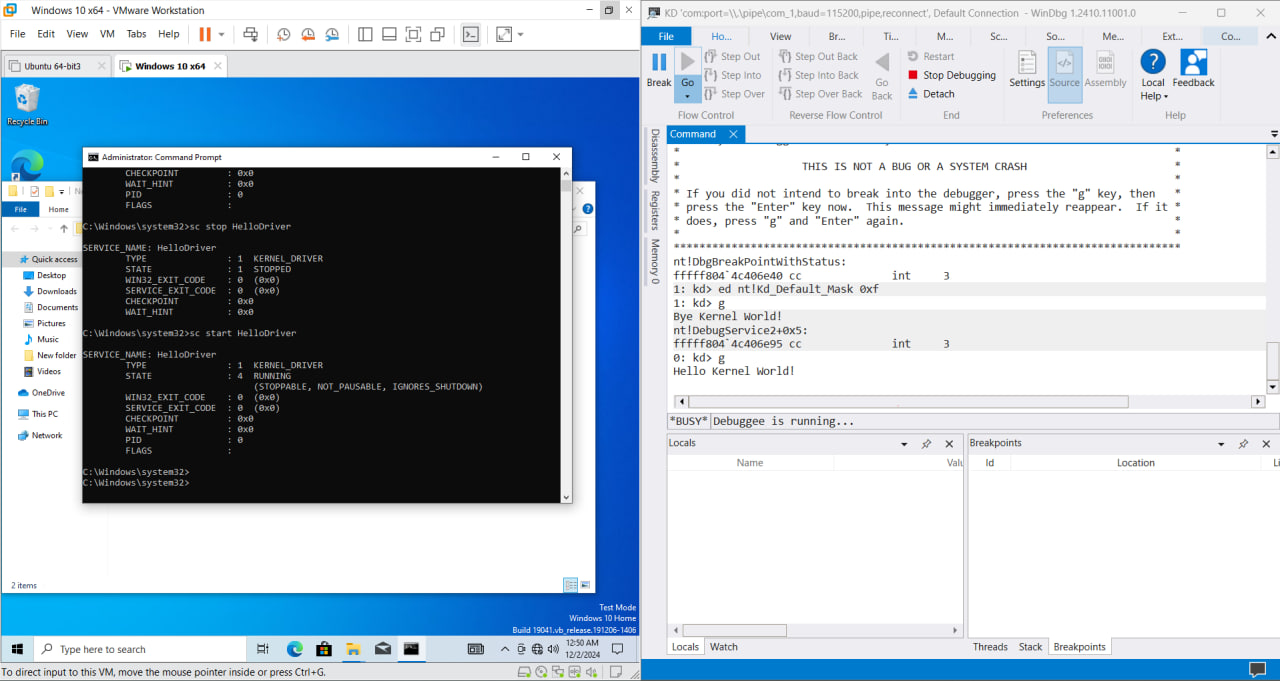 Windows 10 x64 - VMware Workstation
File Edit View VM Tabs Help
Ubuntu 64-bit3
Windows 10 x64
Recycle Bin
Administrator: Command Prompt
CHECKPOINT : 0x0
WAIT_HINT : 0x0
PID : 0
FLAGS :
C:\Windows\system32>sc stop HelloDriver
SERVICE_NAME: HelloDriver
TYPE : 1 KERNEL_DRIVER
STATE : 1 STOPPED
WIN32_EXIT_CODE : 0 (0x0)
SERVICE_EXIT_CODE : 0 (0x0)
CHECKPOINT : 0x0
WAIT_HINT : 0x0
C:\Windows\system32>sc start HelloDriver
SERVICE_NAME: HelloDriver
TYPE : 1 KERNEL_DRIVER
STATE : 4 RUNNING
(STOPPABLE, NOT_PAUSABLE, IGNORES_SHUTDOWN)
WIN32_EXIT_CODE : 0 (0x0)
SERVICE_EXIT_CODE : 0 (0x0)
CHECKPOINT : 0x0
WAIT_HINT : 0x0
PID : 0
FLAGS :
C:\Windows\system32>
C:\Windows\system32>
File Home
Quick access
Desktop
Downloads
Documents
Pictures
Music
New folder
Videos
OneDrive
This PC
Network
2 items
Test Mode
Windows 10 Home
Build 19041.vb_release.191206-1406
Type here to search
12:50 AM
12/2/2024
To direct input to this VM, move the mouse pointer inside or press Ctrl+G.
KD 'com:port=\\.\pipe\com_1,baud=115200,pipe,reconnect', Default Connection - WinDbg 1.2410.11001.0
File Ho... View Br... Ti... M... Sc... So... Me... Ext... Co...
Break
Go
Step Out
Step Into
Step Over
Flow Control
Step Out Back
Step Into Back
Step Over Back
Go Back
Reverse Flow Control
Restart
Stop Debugging
Detach
End
Settings Source Assembly
Preferences
Local Help
Feedback
Help
Disassembly
Registers
Memory 0
Command
* *
* THIS IS NOT A BUG OR A SYSTEM CRASH *
* *
* If you did not intend to break into the debugger, press the "g" key, then *
* press the "Enter" key now. This message might immediately reappear. If it *
* does, press "g" and "Enter" again. *
* *
*******************************************************************************
nt!DbgBreakPointWithStatus:
fffff804`4c406e40 cc int 3
1: kd> ed nt!Kd_Default_Mask 0xf
1: kd> g
Bye Kernel World!
nt!DebugService2+0x5:
fffff804`4c406e95 cc int 3
0: kd> g
Hello Kernel World!
*BUSY* Debuggee is running...
Locals
Name Valu
Locals Watch
Breakpoints
Id Location Li
Threads Stack Breakpoints